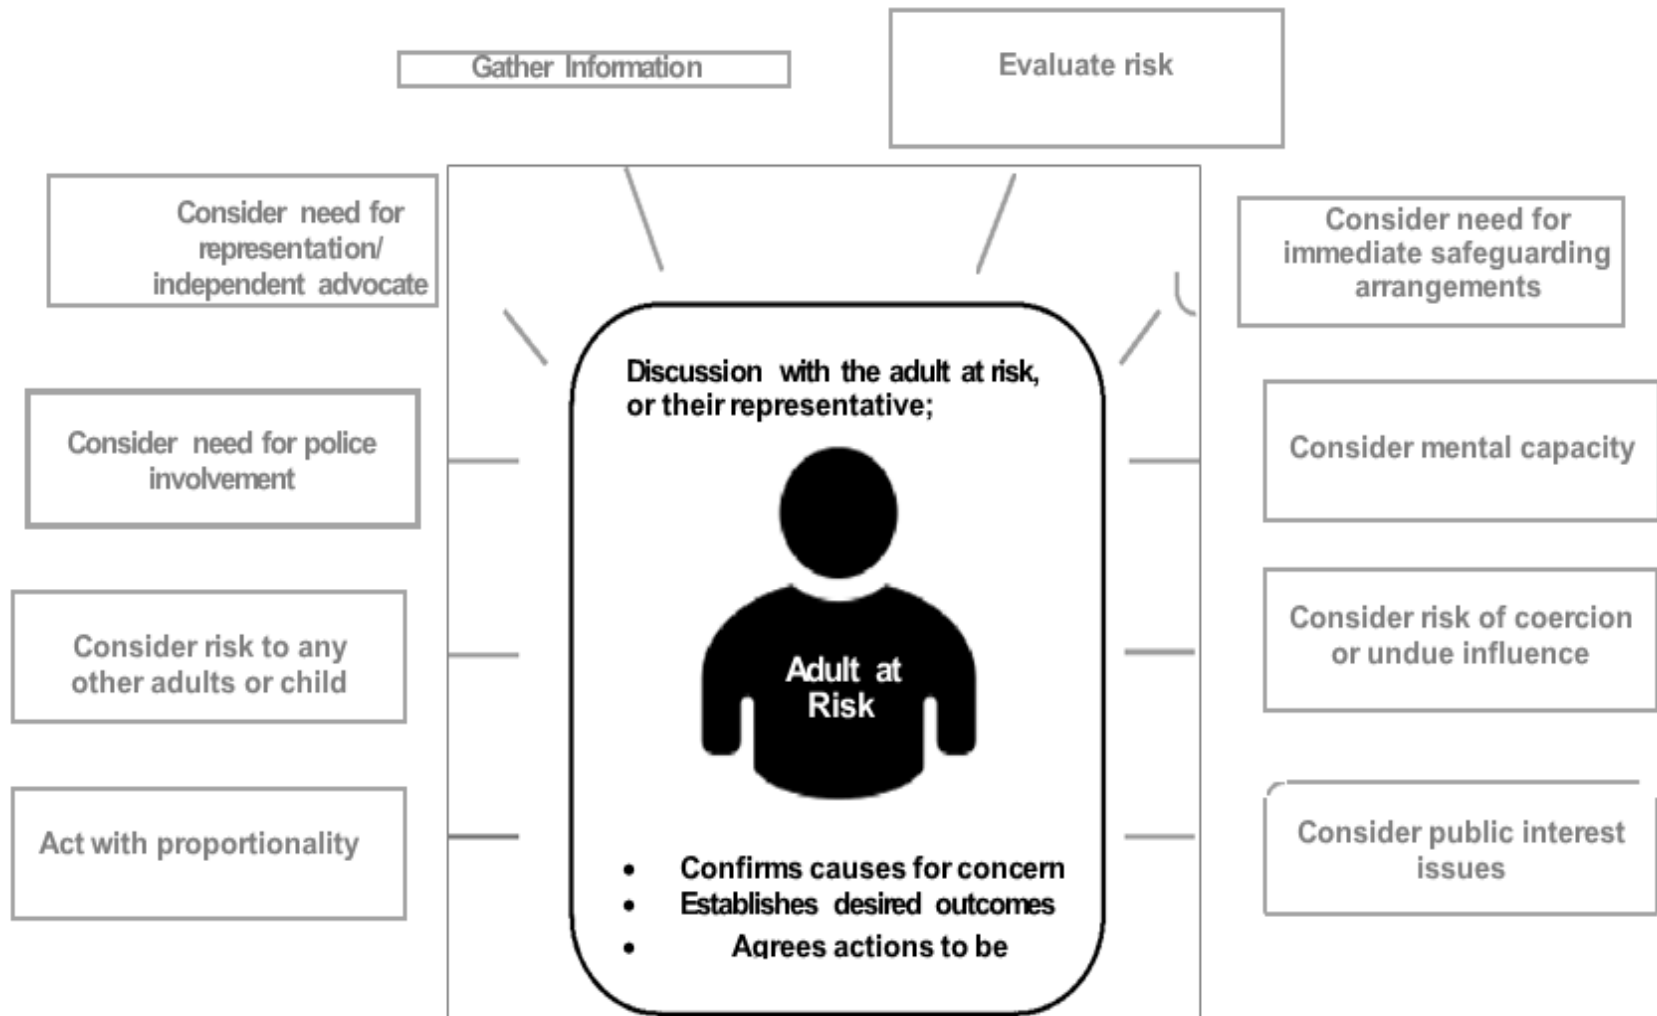 Gather Information
Evaluate risk
Consider need for
representation/
independent advocate
Consider need for
immediate safeguarding
arrangements
Discussion with the adult at risk,
or their representative;
Consider need for police
involvement
Consider mental capacity
Consider risk to any
other adults or child
Adult at
Risk
Consider risk of coercion
or undue influence
Act with proportionality
Consider public interest
issues
• Confirms causes for concern
• Establishes desired outcomes
• Agrees actions to be